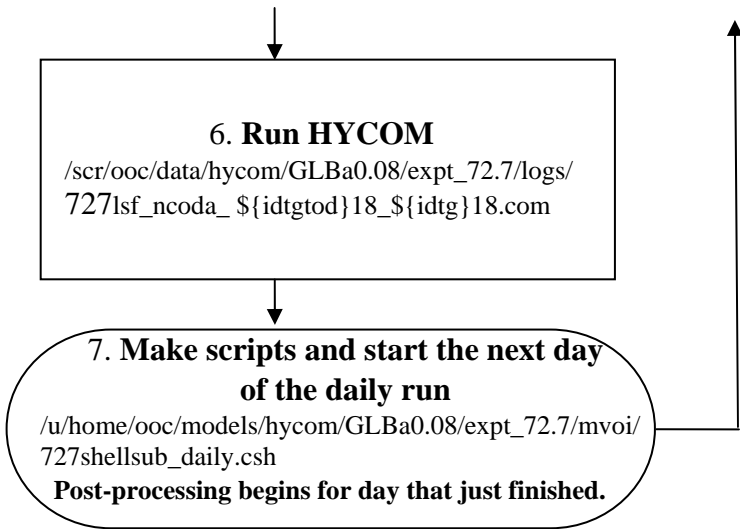 6. Run HYCOM
/scr/ooc/data/hycom/GLBa0.08/expt_72.7/logs/
727lsf_ncoda_ ${idtgtod}18_${idtg}18.com
7. Make scripts and start the next day
of the daily run
/u/home/ooc/models/hycom/GLBa0.08/expt_72.7/mvoi/
727shellsub_daily.csh
Post-processing begins for day that just finished.